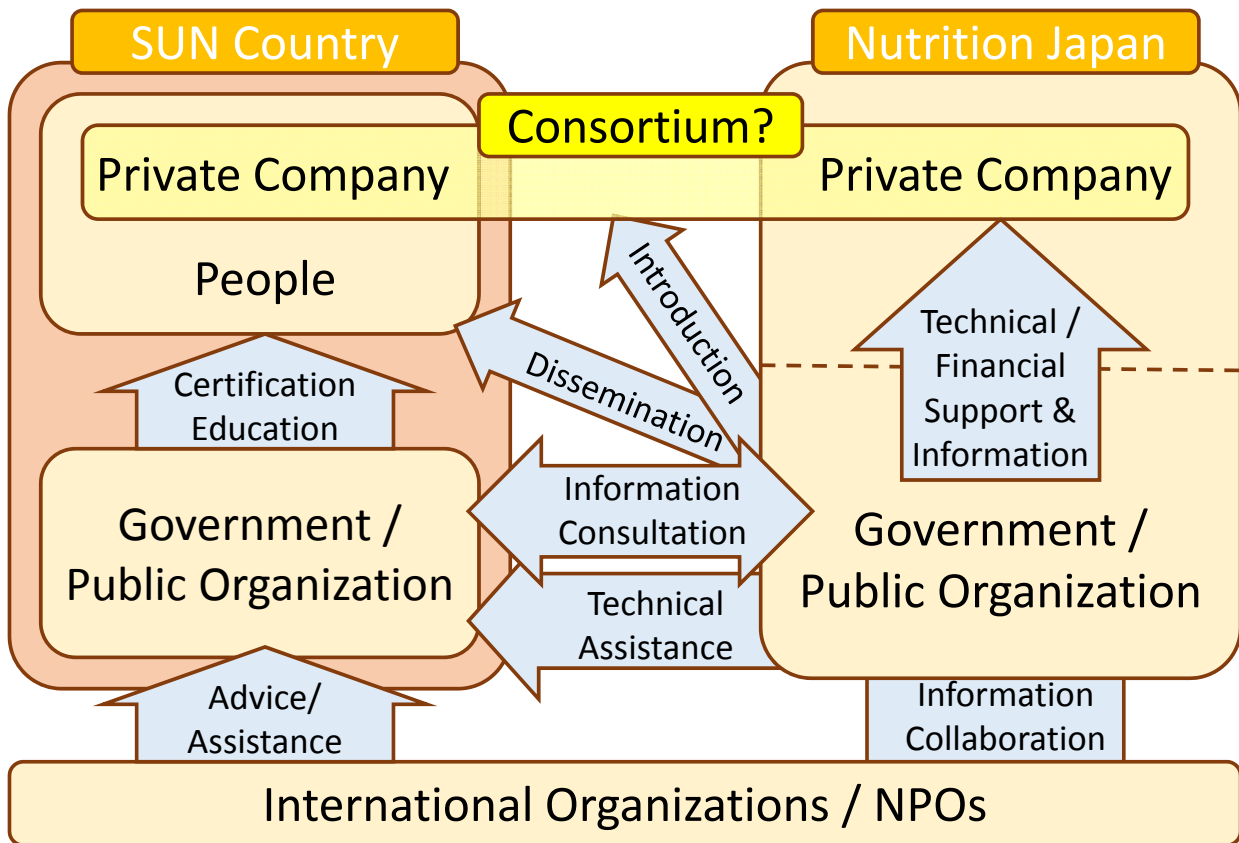 SUN Country
Nutrition Japan
Consortium?
Private Company
Private Company
People
Introduction
Dissemination
Technical /
Financial
Support &
Information
Certification
Education
Information
Consultation
Government /
Public Organization
Government /
Public Organization
Technical
Assistance
Advice/
Assistance
Information
Collaboration
International Organizations / NPOs